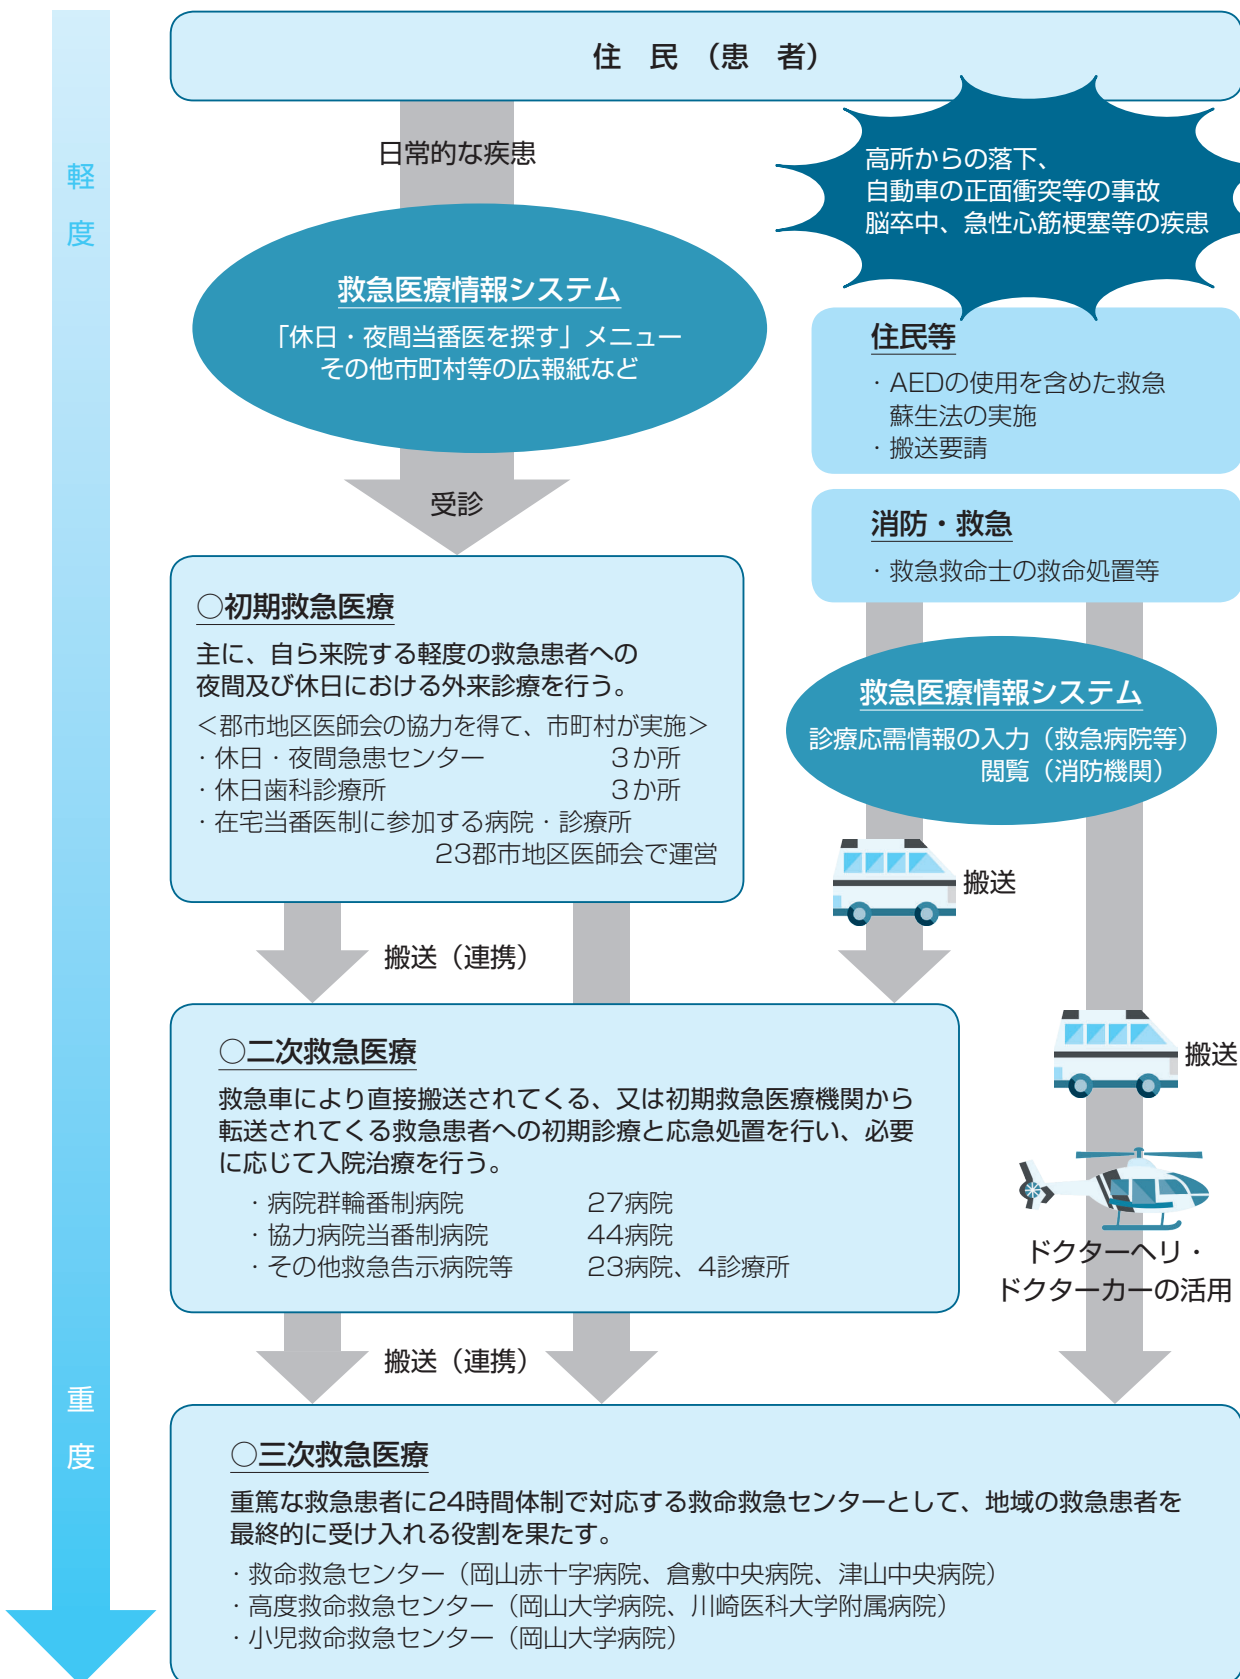 住　民　（患　者）
軽
度
日常的な疾患
高所からの落下、
自動車の正面衝突等の事故
脳卒中、急性心筋梗塞等の疾患
救急医療情報システム
「休日・夜間当番医を探す」メニュー
その他市町村等の広報紙など
住民等
・AEDの使用を含めた救急
蘇生法の実施
・搬送要請
受診
消防・救急
・救急救命士の救命処置等
○初期救急医療
主に、自ら来院する軽度の救急患者への
夜間及び休日における外来診療を行う。
＜郡市地区医師会の協力を得て、市町村が実施＞
・休日・夜間急患センター　3か所
・休日歯科診療所　3か所
・在宅当番医制に参加する病院・診療所
23郡市地区医師会で運営
救急医療情報システム
診療応需情報の入力（救急病院等）
閲覧（消防機関）
搬送
搬送（連携）
○二次救急医療
救急車により直接搬送されてくる、又は初期救急医療機関から
転送されてくる救急患者への初期診療と応急処置を行い、必要
に応じて入院治療を行う。
・病院群輪番制病院　27病院
・協力病院当番制病院　44病院
・その他救急告示病院等　23病院、4診療所
搬送
ドクターヘリ・
ドクターカーの活用
搬送（連携）
重
度
○三次救急医療
重篤な救急患者に24時間体制で対応する救命救急センターとして、地域の救急患者を
最終的に受け入れる役割を果たす。
・救命救急センター（岡山赤十字病院、倉敷中央病院、津山中央病院）
・高度救命救急センター（岡山大学病院、川崎医科大学附属病院）
・小児救命救急センター（岡山大学病院）